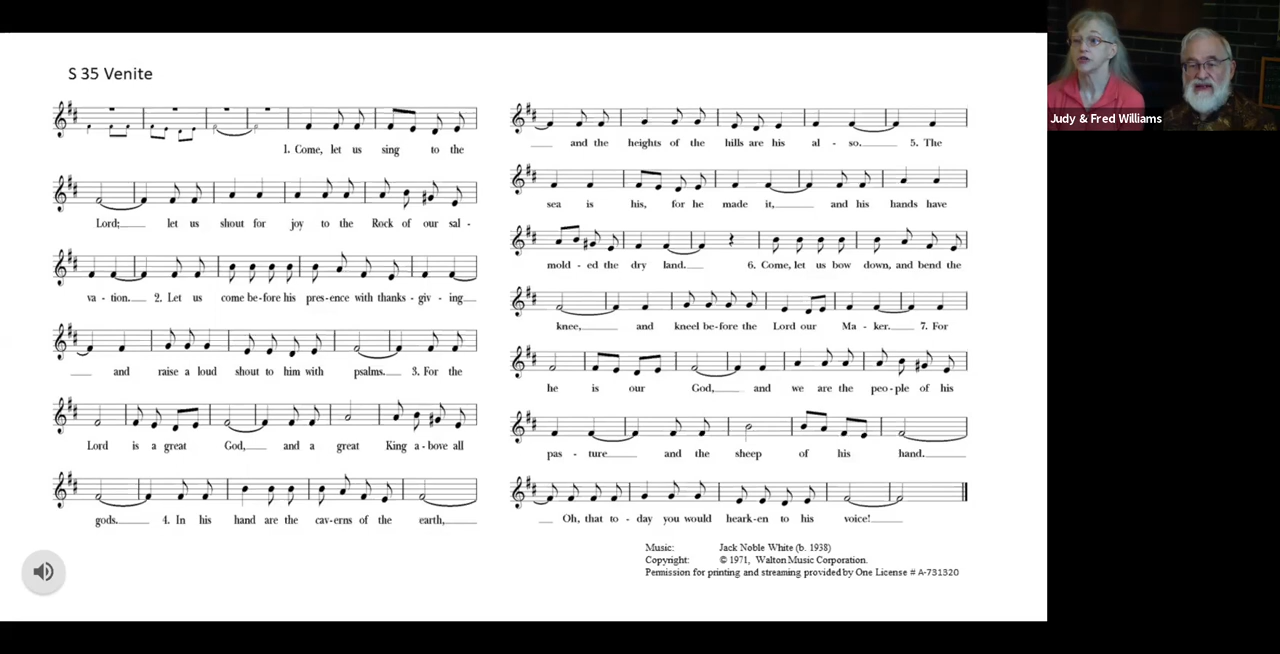 S 35 Venite
1. Come, let us sing to the
Lord; let us shout for joy to the Rock of our sal -
va - tion. 2. Let us come be-fore his pres-ence with thanks - giv - ing
and raise a loud shout to him with psalms. 3. For the
Lord is a great God, and a great King a - bove all
gods. 4. In his hand are the cav-erns of the earth,
and the heights of the hills are his al - so. 5. The
sea is his, for he made it, and his hands have
mold - ed the dry land. 6. Come, let us bow down, and bend the
knee, and kneel be-fore the Lord our Ma - ker. 7. For
he is our God, and we are the peo-ple of his
pas - ture and the sheep of his hand.
Oh, that to - day you would heark-en to his voice!
Music: Jack Noble White (b. 1938)
Copyright: © 1971, Walton Music Corporation.
Permission for printing and streaming provided by One License # A-731320
Judy & Fred Williams